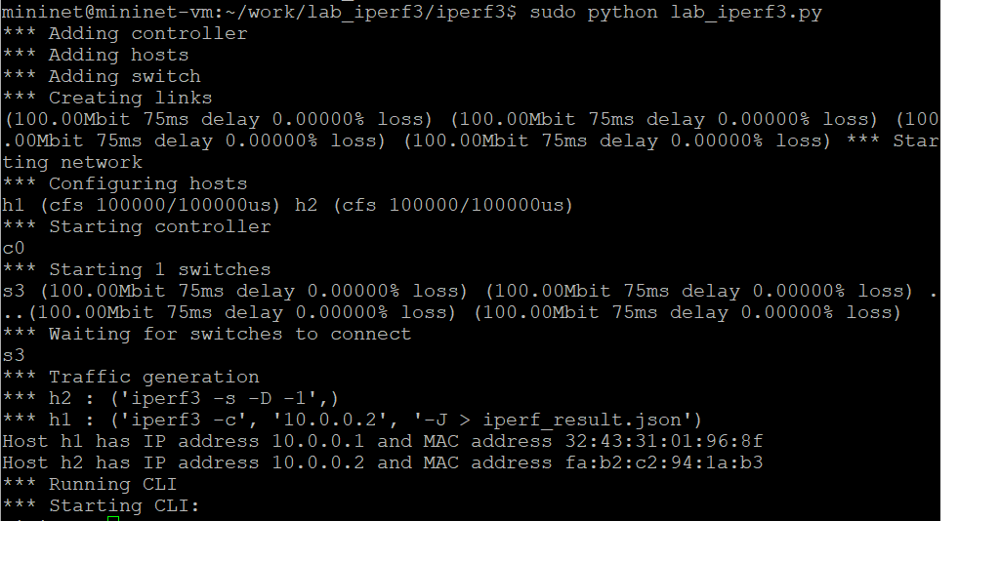 mininet@mininet-vm:~/work/lab_iperf3/iperf3$ sudo python lab_iperf3.py
*** Adding controller
*** Adding hosts
*** Adding switch
*** Creating links
(100.00Mbit 75ms delay 0.00000% loss) (100.00Mbit 75ms delay 0.00000% loss) (100
.00Mbit 75ms delay 0.00000% loss) (100.00Mbit 75ms delay 0.00000% loss) *** Star
ting network
*** Configuring hosts
h1 (cfs 100000/100000us) h2 (cfs 100000/100000us)
*** Starting controller
c0
*** Starting 1 switches
s3 (100.00Mbit 75ms delay 0.00000% loss) (100.00Mbit 75ms delay 0.00000% loss) .
..(100.00Mbit 75ms delay 0.00000% loss) (100.00Mbit 75ms delay 0.00000% loss)
*** Waiting for switches to connect
s3
*** Traffic generation
*** h2 : ('iperf3 -s -D -1',)
*** h1 : ('iperf3 -c', '10.0.0.2', '-J > iperf_result.json')
Host h1 has IP address 10.0.0.1 and MAC address 32:43:31:01:96:8f
Host h2 has IP address 10.0.0.2 and MAC address fa:b2:c2:94:1a:b3
*** Running CLI
*** Starting CLI: